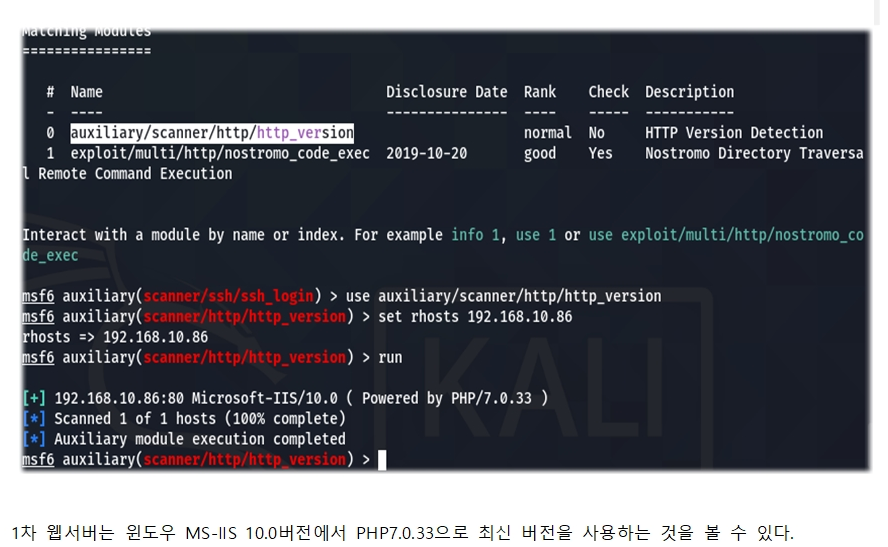 Matching Modules
================
# Name Disclosure Date Rank Check Description
- ---- --------------- ---- ----- -----------
0 auxiliary/scanner/http/http_version normal No HTTP Version Detection
1 exploit/multi/http/nostromo_code_exec 2019-10-20 good Yes Nostromo Directory Traversa
l Remote Command Execution
Interact with a module by name or index. For example info 1, use 1 or use exploit/multi/http/nostromo_co
de_exec
msf6 auxiliary(scanner/ssh/ssh_login) > use auxiliary/scanner/http/http_version
msf6 auxiliary(scanner/http/http_version) > set rhosts 192.168.10.86
rhosts => 192.168.10.86
msf6 auxiliary(scanner/http/http_version) > run
[+] 192.168.10.86:80 Microsoft-IIS/10.0 ( Powered by PHP/7.0.33 )
[*] Scanned 1 of 1 hosts (100% complete)
[*] Auxiliary module execution completed
msf6 auxiliary(scanner/http/http_version) >
KALI
1차 웹서버는 윈도우 MS-IIS 10.0버전에서 PHP7.0.33으로 최신 버전을 사용하는 것을 볼 수 있다.